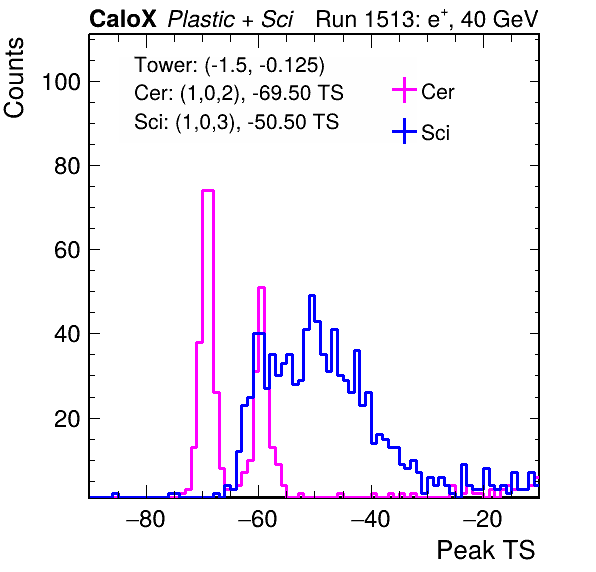 CaloX Plastic + Sci Run 1513: e+, 40 GeV
Counts
Tower: (-1.5, -0.125)
Cer: (1,0,2), -69.50 TS
Sci: (1,0,3), -50.50 TS
Cer
Sci
100
80
60
40
20
−80 −60 −40 −20
Peak TS